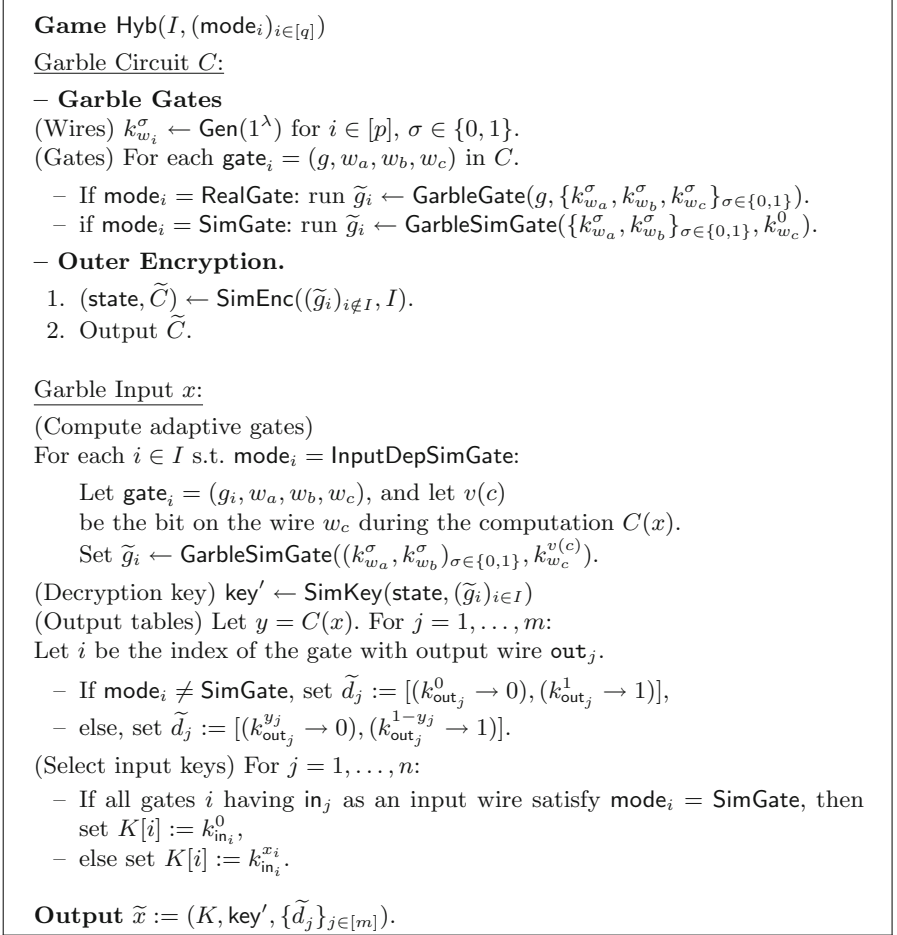 Game Hyb(I, (mode_i)_{i∈[q]})
Garble Circuit C:
– Garble Gates
(Wires) k^σ_{w_i} ← Gen(1^λ) for i ∈ [p], σ ∈ {0, 1}.
(Gates) For each gate_i = (g, w_a, w_b, w_c) in C.
– If mode_i = RealGate: run g̃_i ← GarbleGate(g, {k^σ_{w_a}, k^σ_{w_b}, k^σ_{w_c}}_{σ∈{0,1}}).
– if mode_i = SimGate: run g̃_i ← GarbleSimGate({k^σ_{w_a}, k^σ_{w_b}}_{σ∈{0,1}}, k^0_{w_c}).
– Outer Encryption.
1. (state, C̃) ← SimEnc((g̃_i)_{i∉I}, I).
2. Output C̃.
Garble Input x:
(Compute adaptive gates)
For each i ∈ I s.t. mode_i = InputDepSimGate:
Let gate_i = (g_i, w_a, w_b, w_c), and let v(c)
be the bit on the wire w_c during the computation C(x).
Set g̃_i ← GarbleSimGate((k^σ_{w_a}, k^σ_{w_b})_{σ∈{0,1}}, k^{v(c)}_{w_c}).
(Decryption key) key′ ← SimKey(state, (g̃_i)_{i∈I})
(Output tables) Let y = C(x). For j = 1, . . . , m:
Let i be the index of the gate with output wire out_j.
– If mode_i ≠ SimGate, set d̃_j := [(k^0_{out_j} → 0), (k^1_{out_j} → 1)],
– else, set d̃_j := [(k^{y_j}_{out_j} → 0), (k^{1−y_j}_{out_j} → 1)].
(Select input keys) For j = 1, . . . , n:
– If all gates i having in_j as an input wire satisfy mode_i = SimGate, then
set K[i] := k^0_{in_i},
– else set K[i] := k^{x_i}_{in_i}.
Output x̃ := (K, key′, {d̃_j}_{j∈[m]}).